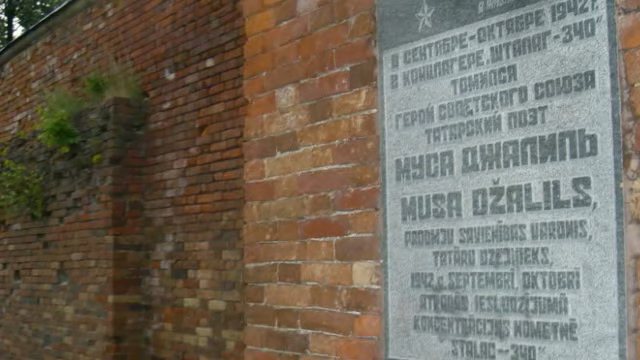 В СЕНТЯБРЕ-ОКТЯБРЕ 1942г.
В КОНЦЛАГЕРЕ „ШТАЛАГ-340"
ТОМИЛСЯ
ГЕРОЙ СОВЕТСКОГО СОЮЗА
ТАТАРСКИЙ ПОЭТ
МУСА ДЖАЛИЛЬ
MUSA DŽALILS,
PADOMJU SAVIENĪBAS VARONIS,
TATĀRU DZEJNIEKS,
1942.g. SEPTEMBRĪ, OKTOBRĪ
ATRADĀS IESLODZĪJUMĀ
KONCENTRĀCIJAS NOMETNĒ
STALAG-340"